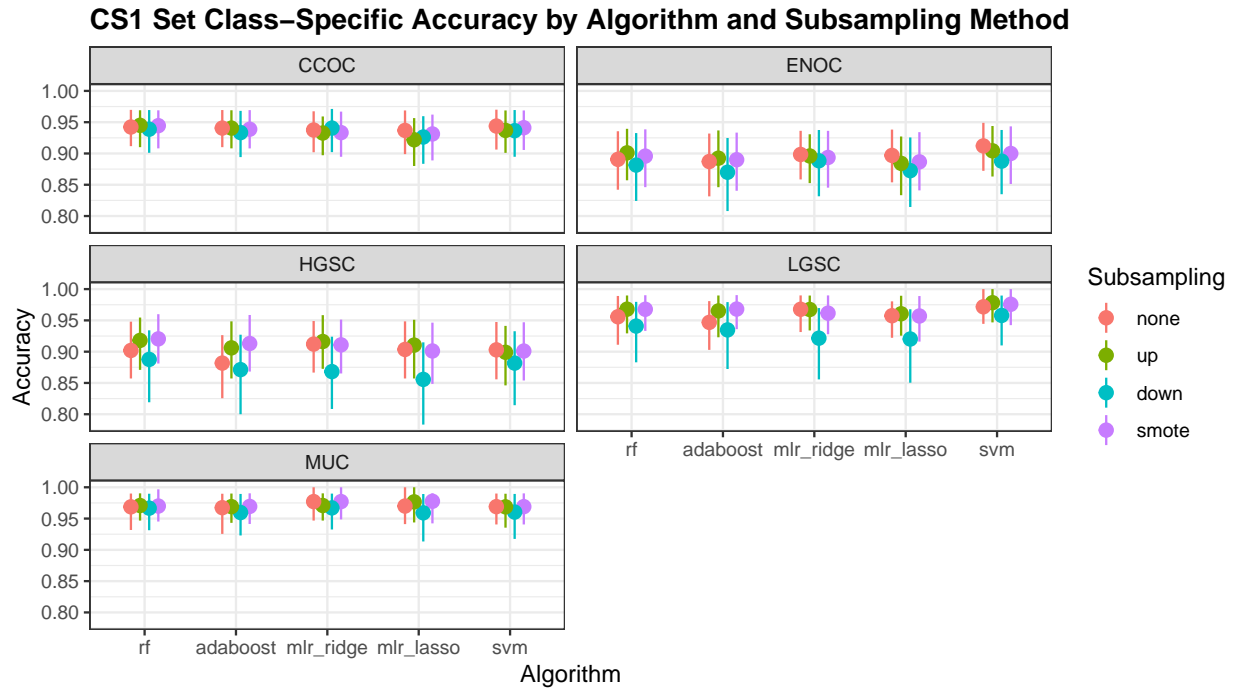 CS1 Set Class−Specific Accuracy by Algorithm and Subsampling Method
CCOC
ENOC
1.00
0.95
0.90
0.85
0.80
HGSC
LGSC
1.00
0.95
0.90
0.85
0.80
rf adaboost mlr_ridge mlr_lasso svm
MUC
1.00
0.95
0.90
0.85
0.80
rf adaboost mlr_ridge mlr_lasso svm
Algorithm
Accuracy
Subsampling
none
up
down
smote